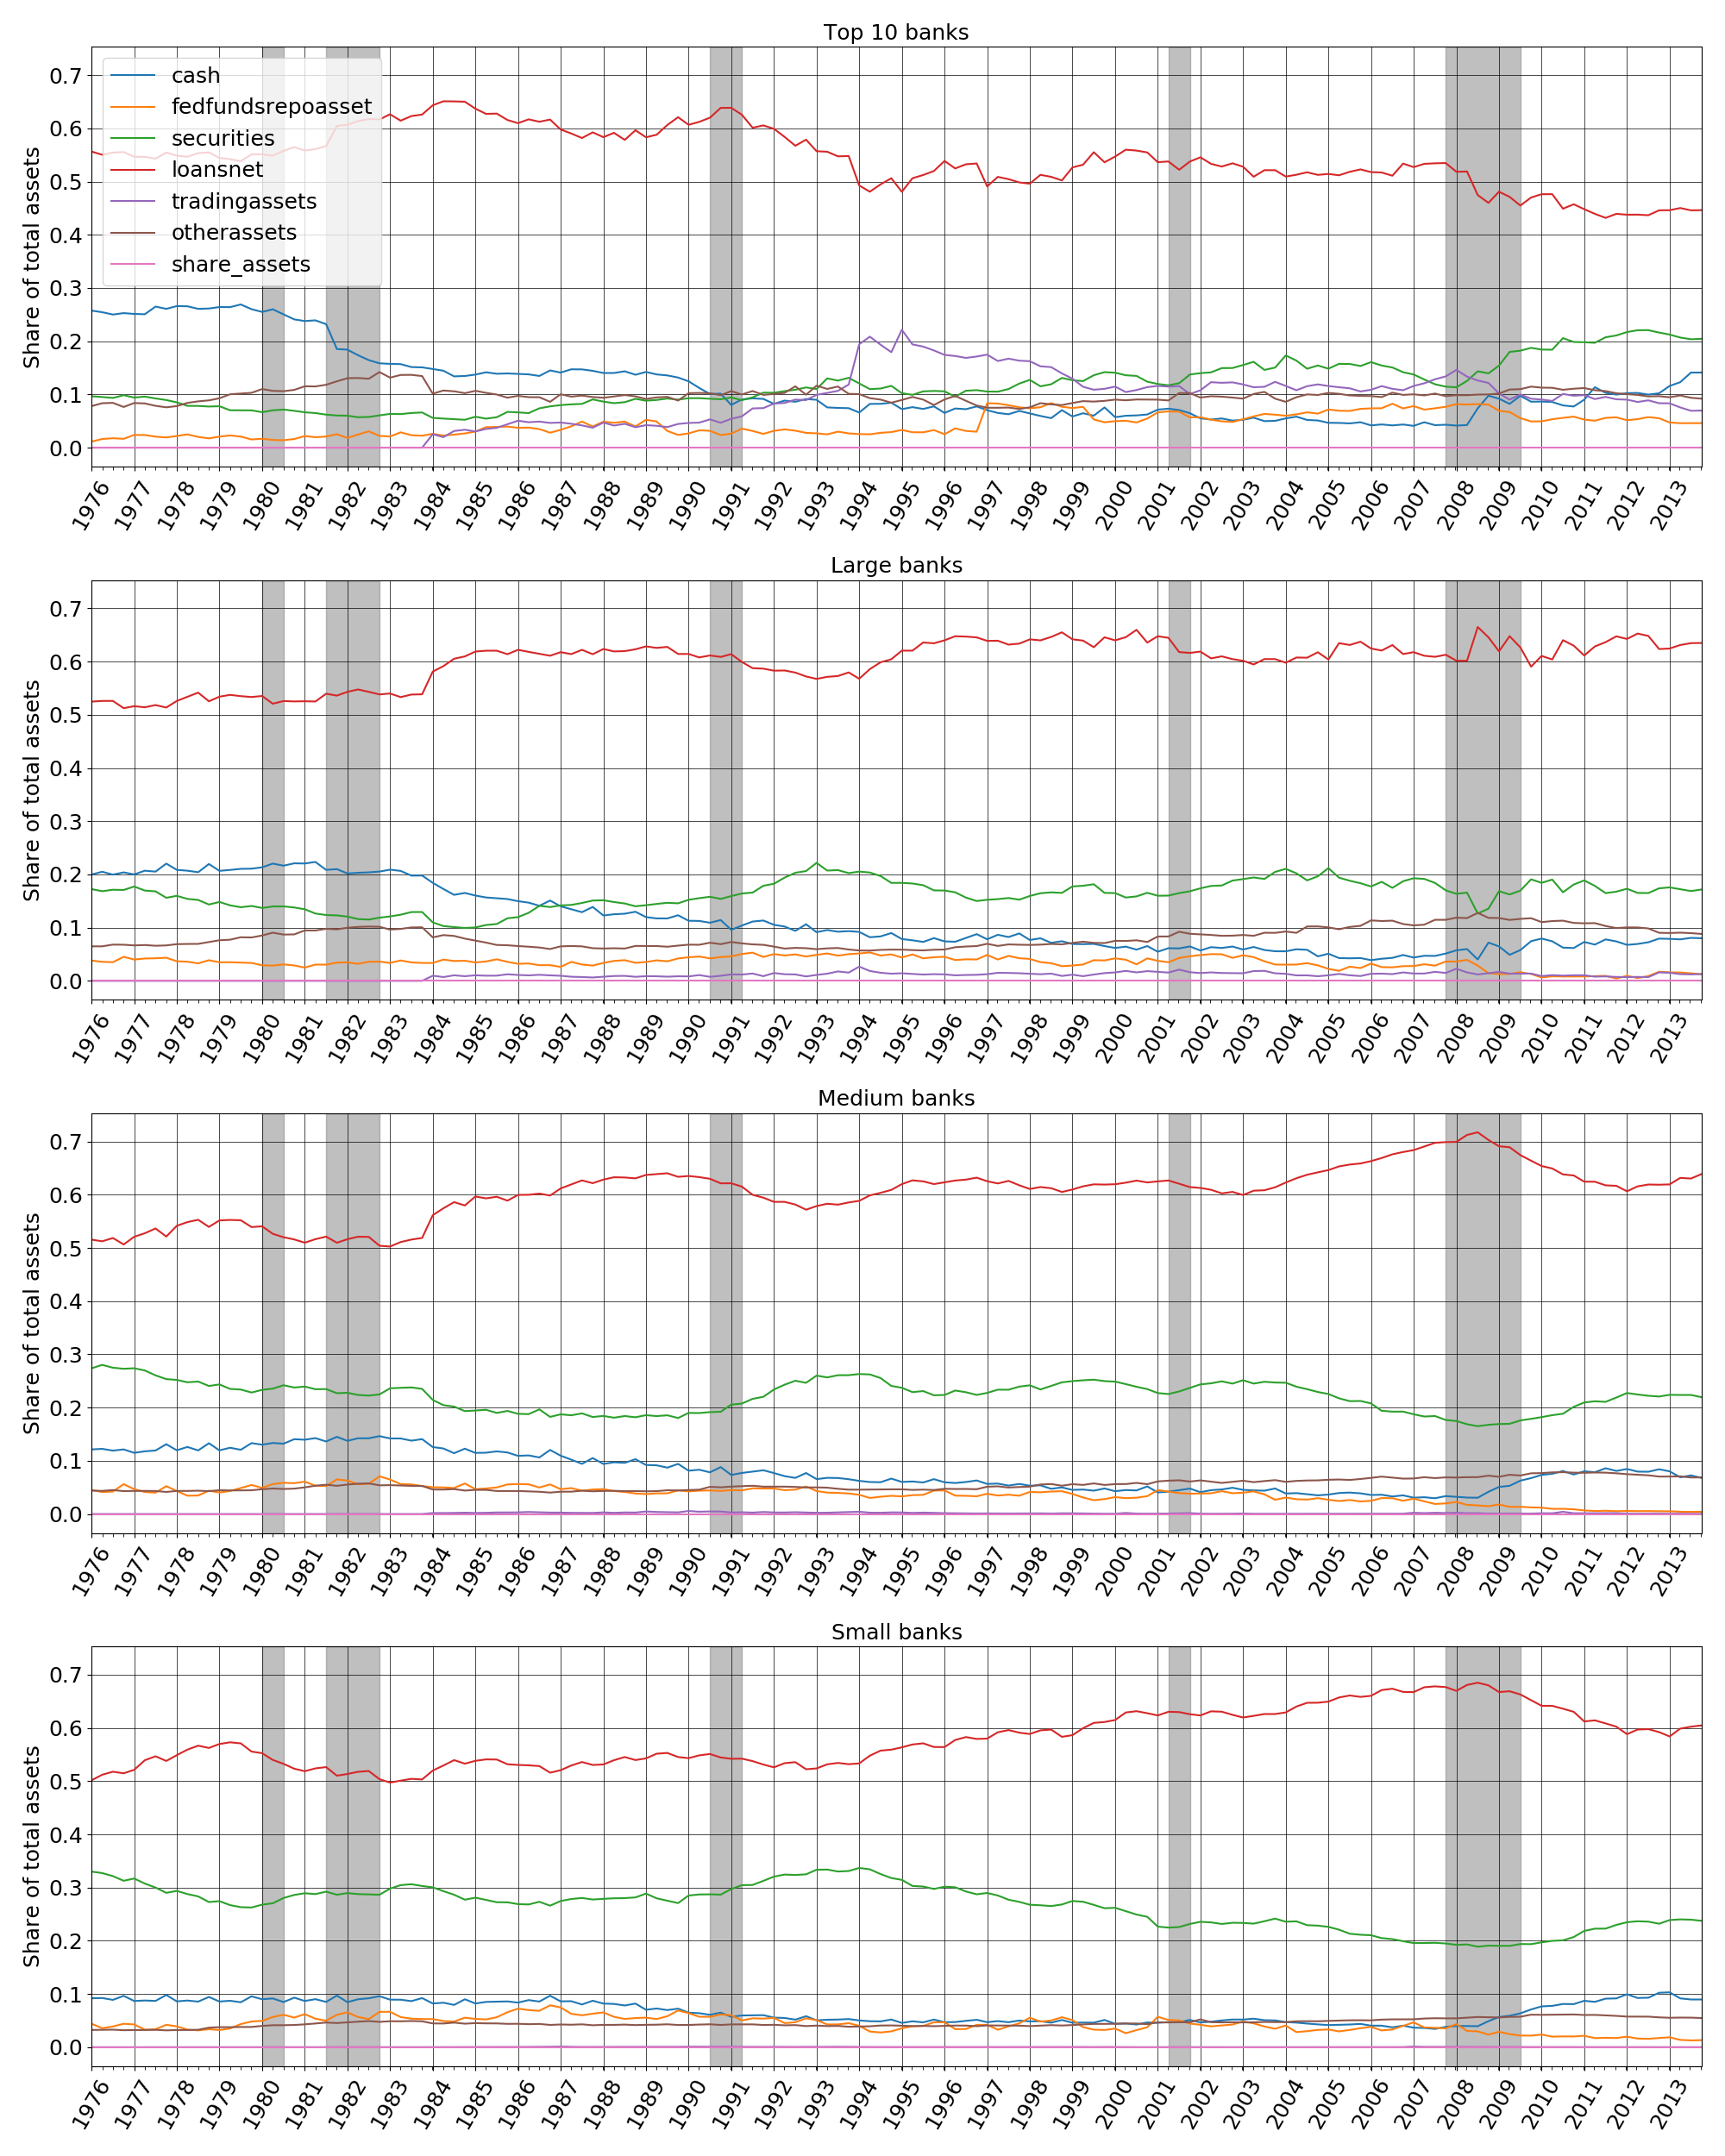 Top 10 banks
Share of total assets
0.7
0.6
0.5
0.4
0.3
0.2
0.1
0.0
cash
fedfundsrepoasset
securities
loansnet
tradingassets
otherassets
share_assets
1976 1977 1978 1979 1980 1981 1982 1983 1984 1985 1986 1987 1988 1989 1990 1991 1992 1993 1994 1995 1996 1997 1998 1999 2000 2001 2002 2003 2004 2005 2006 2007 2008 2009 2010 2011 2012 2013
Large banks
Share of total assets
0.7
0.6
0.5
0.4
0.3
0.2
0.1
0.0
1976 1977 1978 1979 1980 1981 1982 1983 1984 1985 1986 1987 1988 1989 1990 1991 1992 1993 1994 1995 1996 1997 1998 1999 2000 2001 2002 2003 2004 2005 2006 2007 2008 2009 2010 2011 2012 2013
Medium banks
Share of total assets
0.7
0.6
0.5
0.4
0.3
0.2
0.1
0.0
1976 1977 1978 1979 1980 1981 1982 1983 1984 1985 1986 1987 1988 1989 1990 1991 1992 1993 1994 1995 1996 1997 1998 1999 2000 2001 2002 2003 2004 2005 2006 2007 2008 2009 2010 2011 2012 2013
Small banks
Share of total assets
0.7
0.6
0.5
0.4
0.3
0.2
0.1
0.0
1976 1977 1978 1979 1980 1981 1982 1983 1984 1985 1986 1987 1988 1989 1990 1991 1992 1993 1994 1995 1996 1997 1998 1999 2000 2001 2002 2003 2004 2005 2006 2007 2008 2009 2010 2011 2012 2013